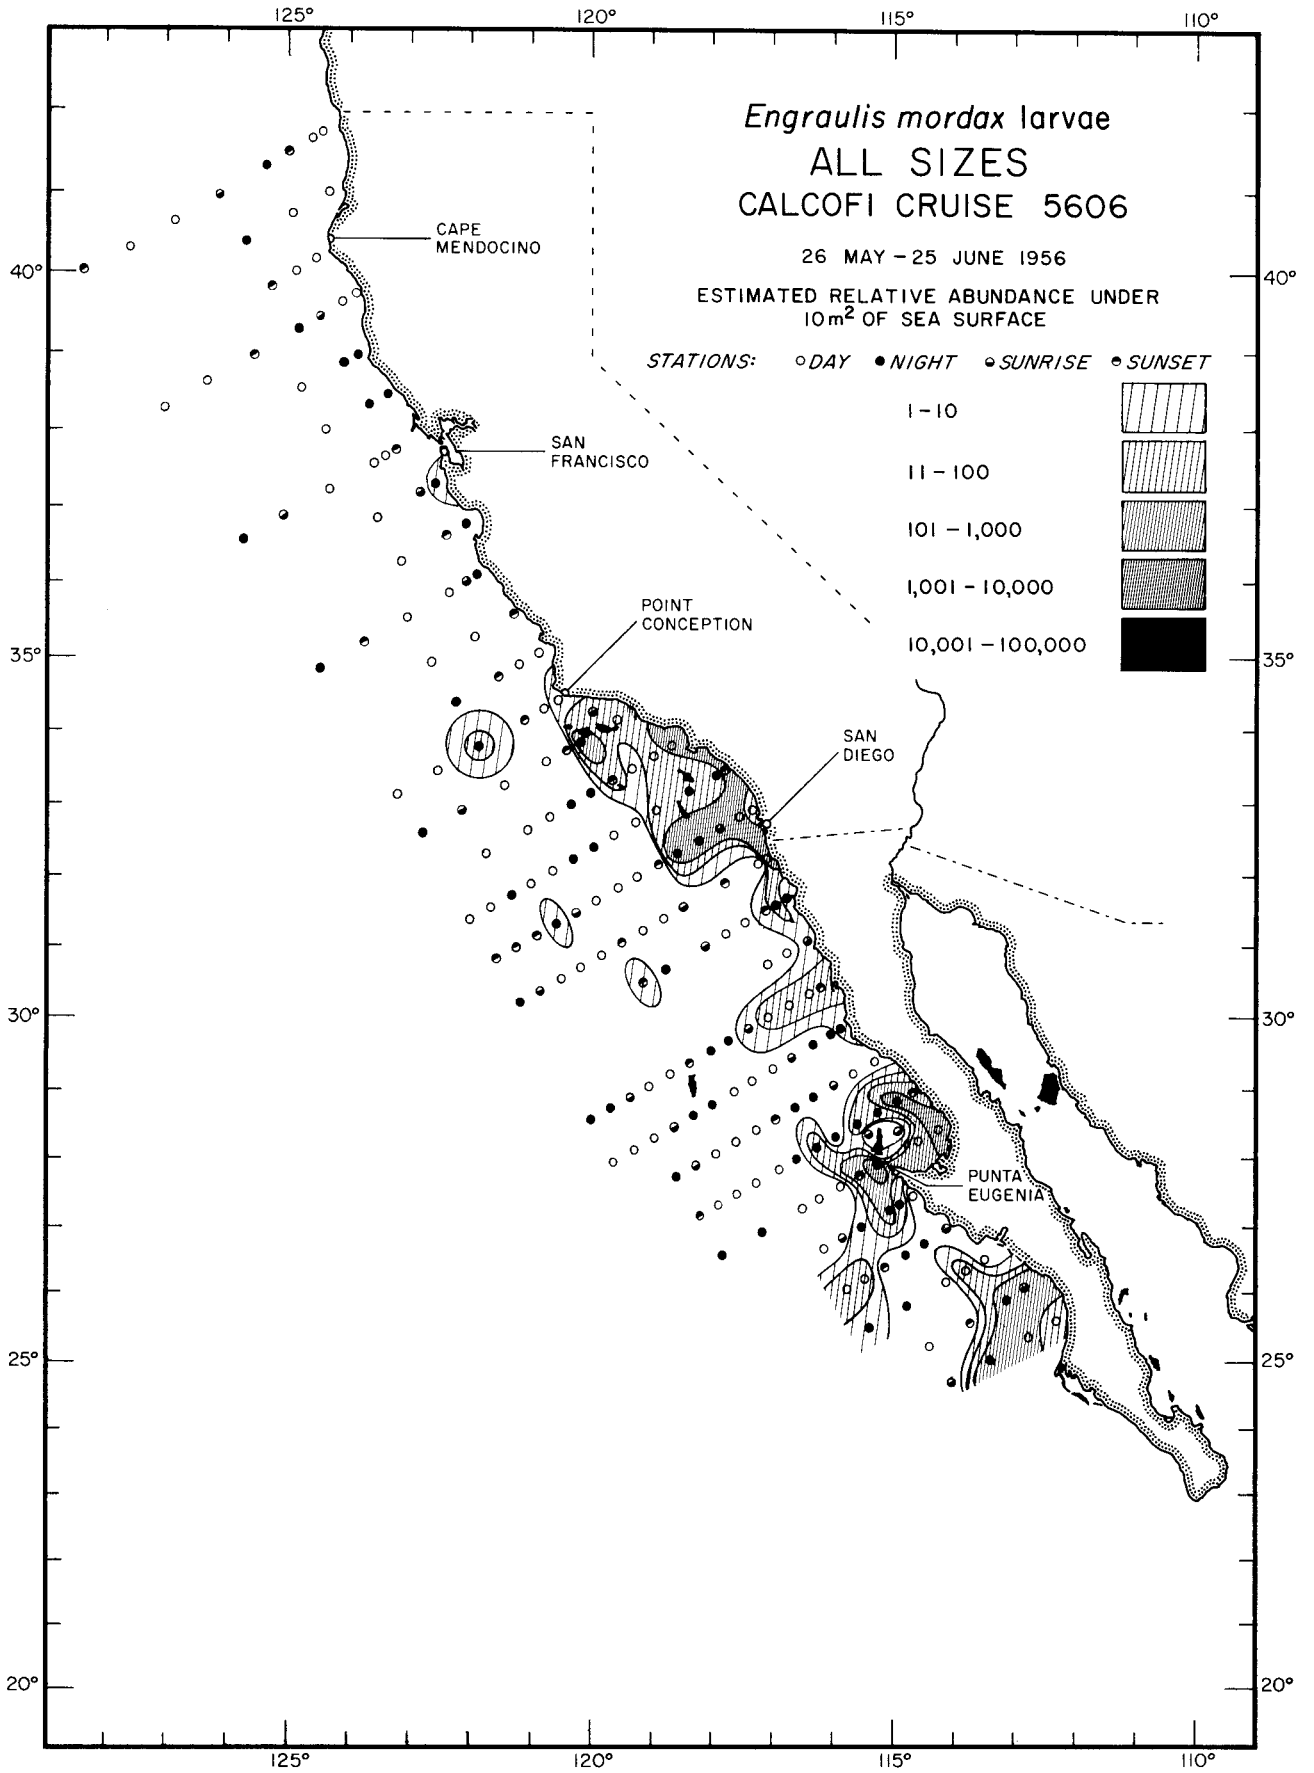 125° 120° 115° 110°
Engraulis mordax larvae
ALL SIZES
CALCOFI CRUISE 5606
26 MAY – 25 JUNE 1956
ESTIMATED RELATIVE ABUNDANCE UNDER
10 m² OF SEA SURFACE
STATIONS: DAY NIGHT SUNRISE SUNSET
1 – 10
11 – 100
101 – 1,000
1,001 – 10,000
10,001 – 100,000
CAPE
MENDOCINO
40° 40°
SAN
FRANCISCO
POINT
CONCEPTION
35° 35°
SAN
DIEGO
30° 30°
PUNTA
EUGENIA
25° 25°
20° 20°
125° 120° 115° 110°